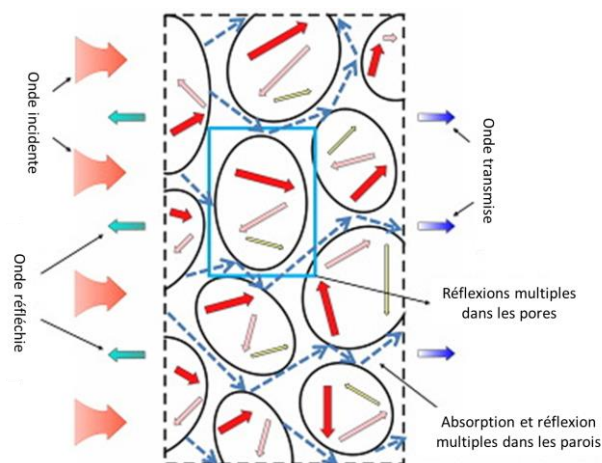 Onde incidente
Onde réfléchie
Onde transmise
Réflexions multiples
dans les pores
Absorption et réflexion
multiples dans les parois